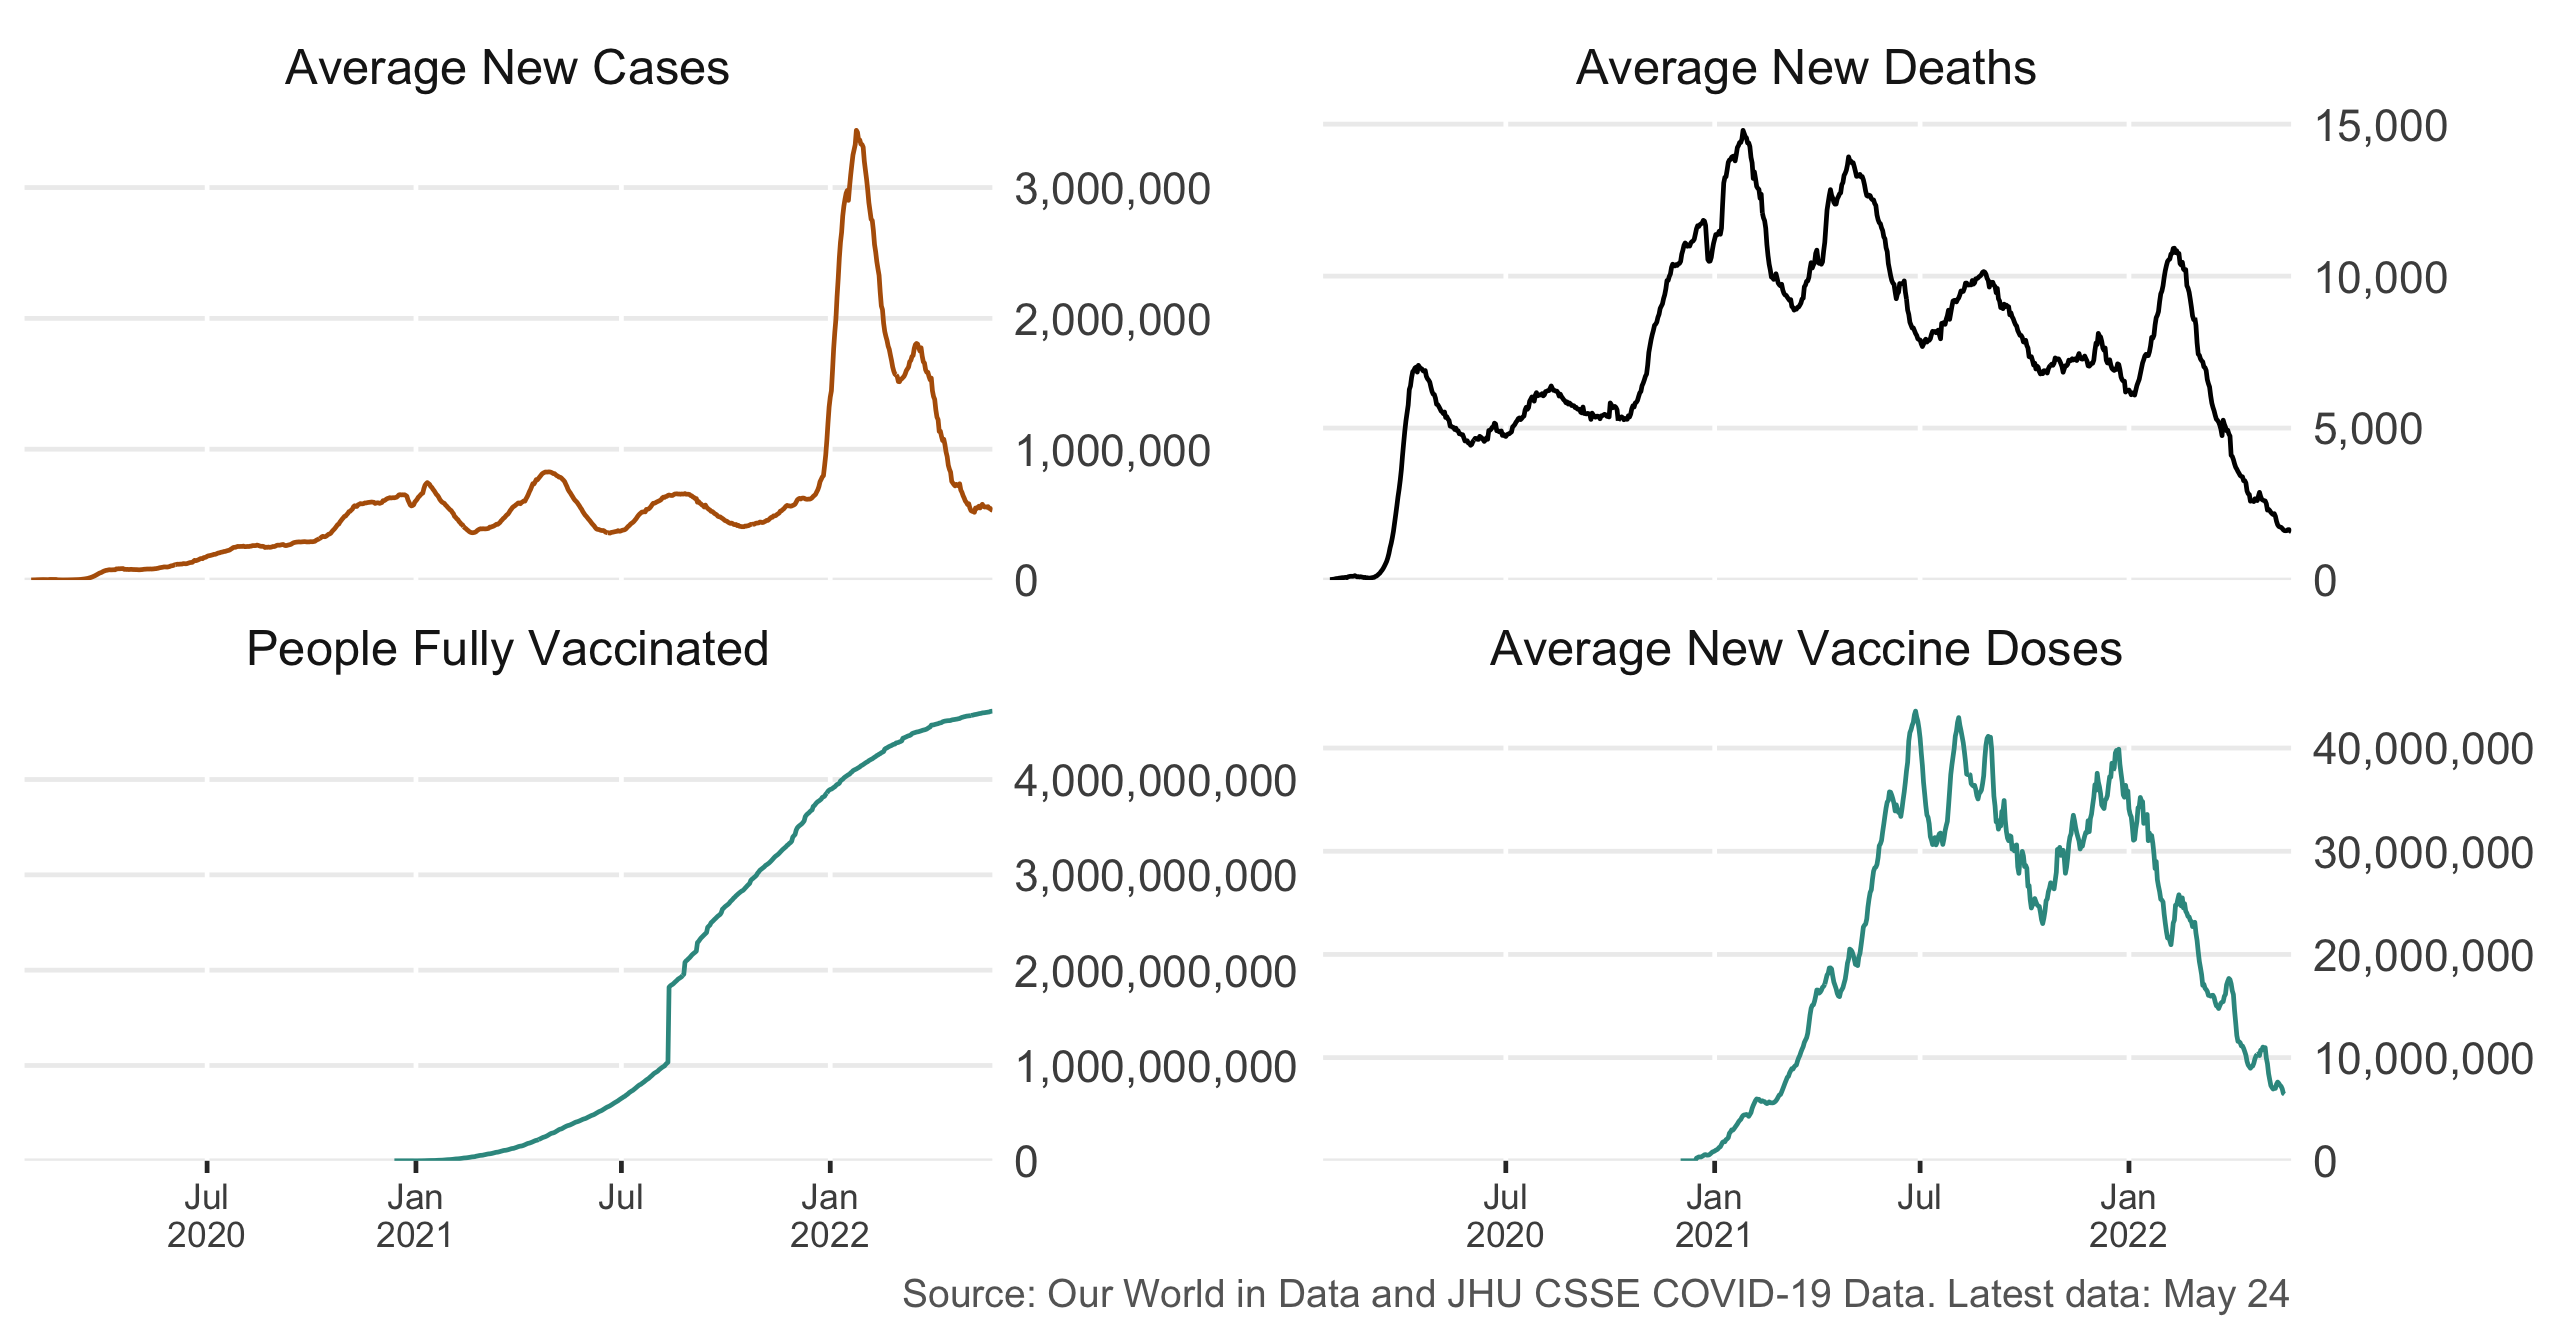 Average New Cases
3,000,000
2,000,000
1,000,000
0
Average New Deaths
15,000
10,000
5,000
0
People Fully Vaccinated
4,000,000,000
3,000,000,000
2,000,000,000
1,000,000,000
0
Jul
2020
Jan
2021
Jul
Jan
2022
Average New Vaccine Doses
40,000,000
30,000,000
20,000,000
10,000,000
0
Jul
2020
Jan
2021
Jul
Jan
2022
Source: Our World in Data and JHU CSSE COVID-19 Data. Latest data: May 24